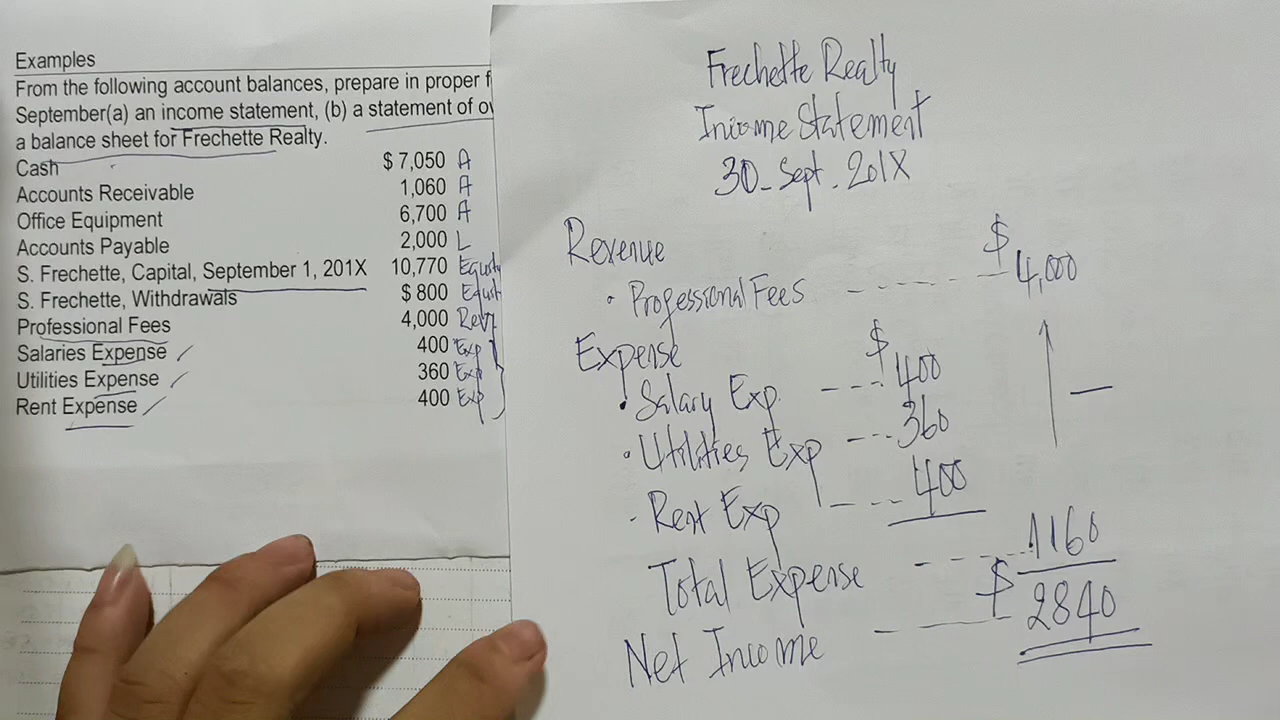 Examples
From the following account balances, prepare in proper f
September(a) an income statement, (b) a statement of ow
a balance sheet for Frechette Realty.
Cash $ 7,050 A
Accounts Receivable 1,060 A
Office Equipment 6,700 A
Accounts Payable 2,000 L
S. Frechette, Capital, September 1, 201X 10,770 Equity
S. Frechette, Withdrawals $ 800 Equit
Professional Fees 4,000 Rev
Salaries Expense 400 Exp
Utilities Expense 360 Exp
Rent Expense 400 Exp
Frechette Realty
Income Statement
30-Sept. 201X
Revenue $
• Professional Fees 4,000
Expense $
• Salary Exp. 400
• Utilities Exp 360
- Rent Exp 400
Total Expense 1160
Net Income $ 2840